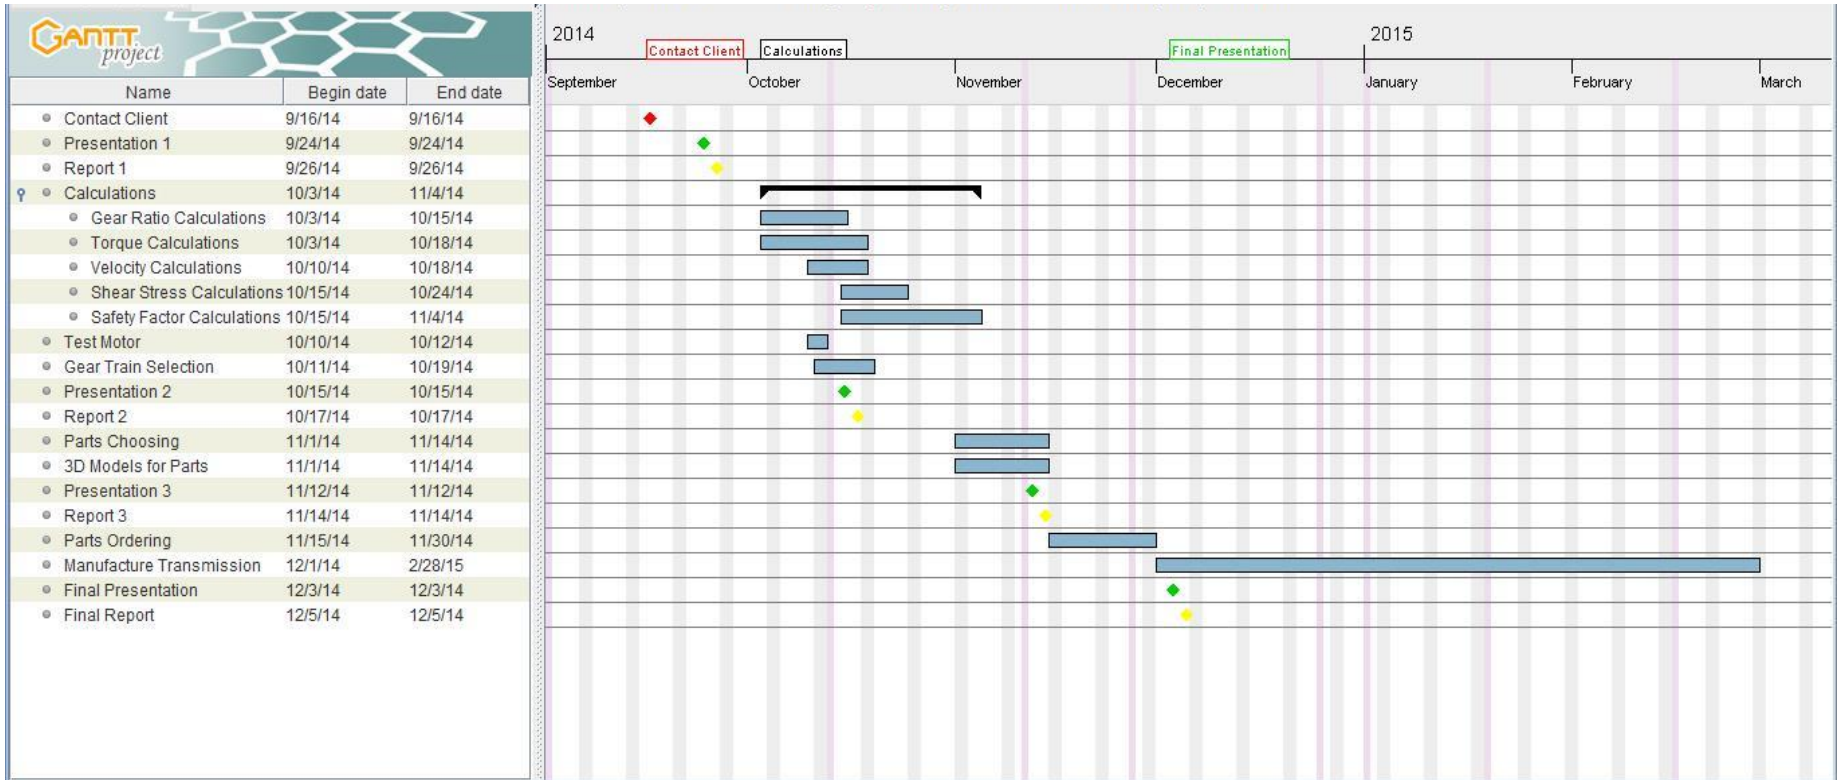 GANTT
project
Name Begin date End date
Contact Client 9/16/14 9/16/14
Presentation 1 9/24/14 9/24/14
Report 1 9/26/14 9/26/14
Calculations 10/3/14 11/4/14
Gear Ratio Calculations 10/3/14 10/15/14
Torque Calculations 10/3/14 10/18/14
Velocity Calculations 10/10/14 10/18/14
Shear Stress Calculations 10/15/14 10/24/14
Safety Factor Calculations 10/15/14 11/4/14
Test Motor 10/10/14 10/12/14
Gear Train Selection 10/11/14 10/19/14
Presentation 2 10/15/14 10/15/14
Report 2 10/17/14 10/17/14
Parts Choosing 11/1/14 11/14/14
3D Models for Parts 11/1/14 11/14/14
Presentation 3 11/12/14 11/12/14
Report 3 11/14/14 11/14/14
Parts Ordering 11/15/14 11/30/14
Manufacture Transmission 12/1/14 2/28/15
Final Presentation 12/3/14 12/3/14
Final Report 12/5/14 12/5/14
2014 2015
Contact Client Calculations Final Presentation
September October November December January February March